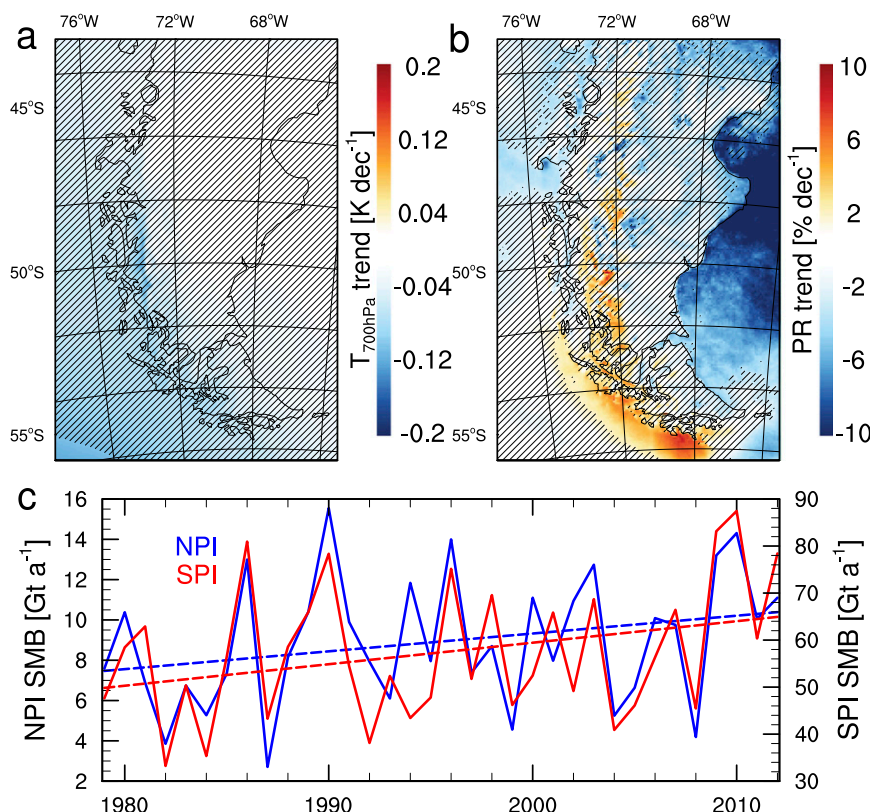 76°W 72°W 68°W 76°W 72°W 68°W
a b
45°S 45°S
50°S 50°S
55°S 55°S
0.2
0.12
0.04
-0.04
-0.12
-0.2
T700hPa trend [K dec-1]
10
6
2
-2
-6
-10
PR trend [% dec-1]
c
16
14
12
10
8
6
4
2
NPI SMB [Gt a-1]
NPI
SPI
90
80
70
60
50
40
30
SPI SMB [Gt a-1]
1980 1990 2000 2010